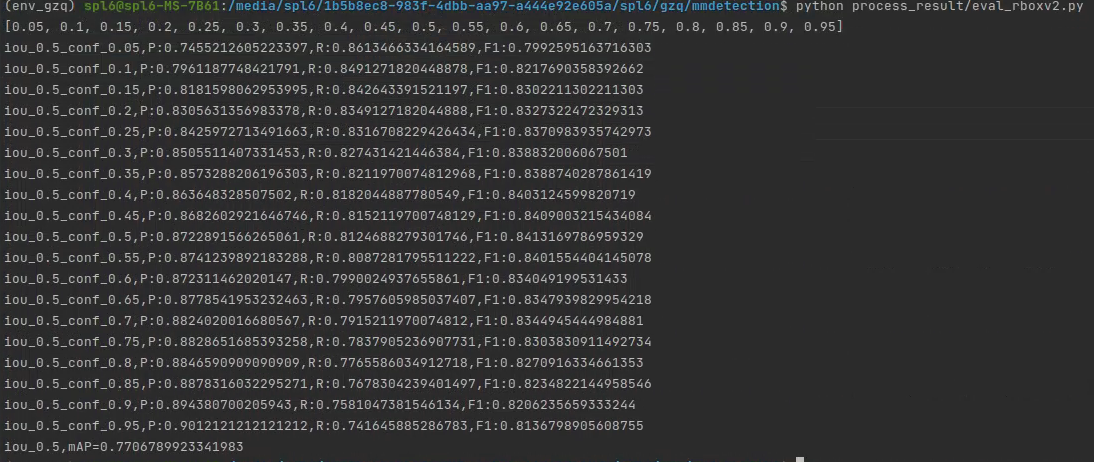 (env_gzq) spl6@spl6-MS-7B61:/media/spl6/1b5b8ec8-983f-4dbb-aa97-a444e92e605a/spl6/gzq/mmdetection$ python process_result/eval_rboxv2.py
[0.05, 0.1, 0.15, 0.2, 0.25, 0.3, 0.35, 0.4, 0.45, 0.5, 0.55, 0.6, 0.65, 0.7, 0.75, 0.8, 0.85, 0.9, 0.95]
iou_0.5_conf_0.05,P:0.7455212605223397,R:0.8613466334164589,F1:0.7992595163716303
iou_0.5_conf_0.1,P:0.7961187748421791,R:0.8491271820448878,F1:0.8217690358392662
iou_0.5_conf_0.15,P:0.8181598062953995,R:0.842643391521197,F1:0.8302211302211303
iou_0.5_conf_0.2,P:0.8305631356983378,R:0.8349127182044888,F1:0.8327322472329313
iou_0.5_conf_0.25,P:0.8425972713491663,R:0.8316708229426434,F1:0.8370983935742973
iou_0.5_conf_0.3,P:0.8505511407331453,R:0.827431421446384,F1:0.838832006067501
iou_0.5_conf_0.35,P:0.8573288206196303,R:0.8211970074812968,F1:0.8388740287861419
iou_0.5_conf_0.4,P:0.863648328507502,R:0.8182044887780549,F1:0.8403124599820719
iou_0.5_conf_0.45,P:0.8682602921646746,R:0.8152119700748129,F1:0.8409003215434084
iou_0.5_conf_0.5,P:0.8722891566265061,R:0.8124688279301746,F1:0.8413169786959329
iou_0.5_conf_0.55,P:0.8741239892183288,R:0.8087281795511222,F1:0.8401554404145078
iou_0.5_conf_0.6,P:0.872311462020147,R:0.7990024937655861,F1:0.834049199531433
iou_0.5_conf_0.65,P:0.8778541953232463,R:0.7957605985037407,F1:0.8347939829954218
iou_0.5_conf_0.7,P:0.8824020016680567,R:0.7915211970074812,F1:0.8344945444984881
iou_0.5_conf_0.75,P:0.8828651685393258,R:0.7837905236907731,F1:0.8303830911492734
iou_0.5_conf_0.8,P:0.8846590909090909,R:0.7765586034912718,F1:0.8270916334661353
iou_0.5_conf_0.85,P:0.8878316032295271,R:0.7678304239401497,F1:0.8234822144958546
iou_0.5_conf_0.9,P:0.894380700205943,R:0.7581047381546134,F1:0.8206235659333244
iou_0.5_conf_0.95,P:0.9012121212121212,R:0.741645885286783,F1:0.8136798905608755
iou_0.5,mAP=0.7706789923341983